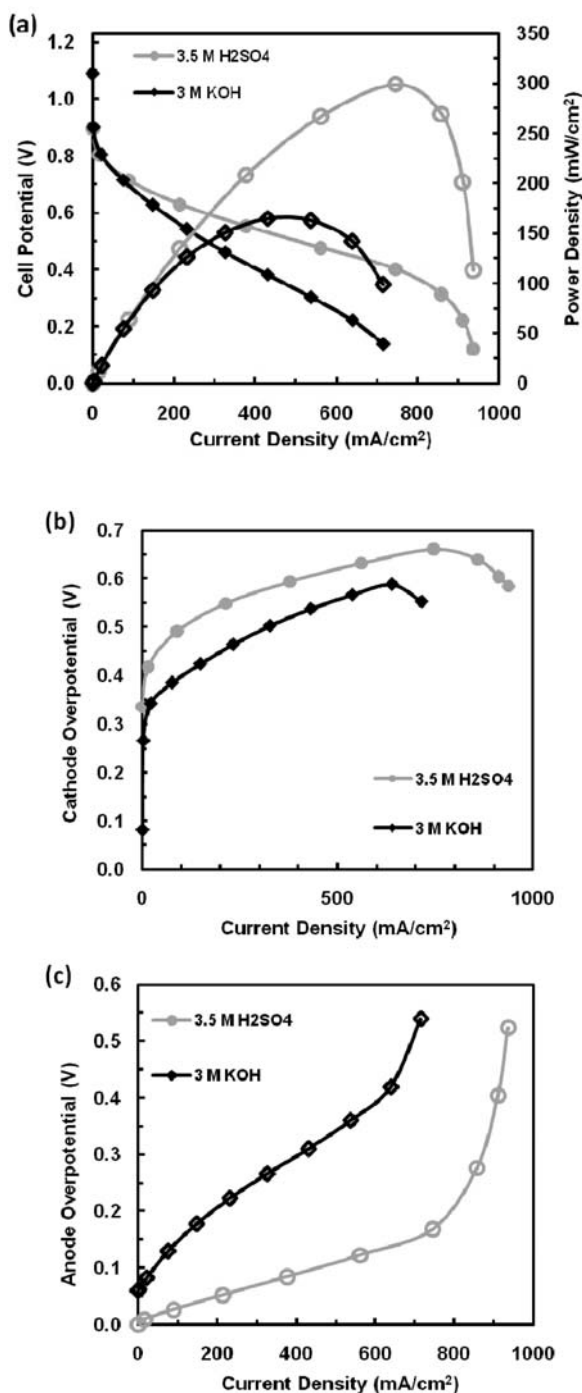 (a)
3.5 M H2SO4
3 M KOH
Cell Potential (V)
1.2
1.0
0.8
0.6
0.4
0.2
0.0
Power Density (mW/cm²)
350
300
250
200
150
100
50
0
0 200 400 600 800 1000
Current Density (mA/cm²)
(b)
Cathode Overpotential (V)
0.7
0.6
0.5
0.4
0.3
0.2
0.1
0.0
3.5 M H2SO4
3 M KOH
0 500 1000
Current Density (mA/cm²)
(c)
Anode Overpotential (V)
0.6
0.5
0.4
0.3
0.2
0.1
0.0
3.5 M H2SO4
3 M KOH
0 200 400 600 800 1000
Current Density (mA/cm²)